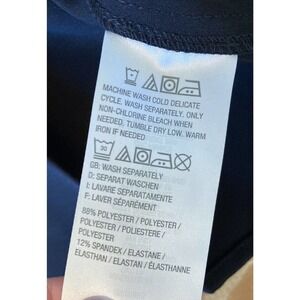 MACHINE WASH COLD DELICATE
CYCLE, WASH SEPARATELY, ONLY
NON-CHLORINE BLEACH WHEN
NEEDED, TUMBLE DRY LOW. WARM
IRON IF NEEDED
30
GB: WASH SEPARATELY
D: SEPARAT WASCHEN
I: LAVARE SEPARATAMENTE
F: LAVER SÉPARÉMENT
88% POLYESTER / POLYESTER /
POLYESTER / POLIESTERE /
POLYESTER
12% SPANDEX / ELASTANE /
ELASTHAN / ELASTAN / ÉLASTHANNE